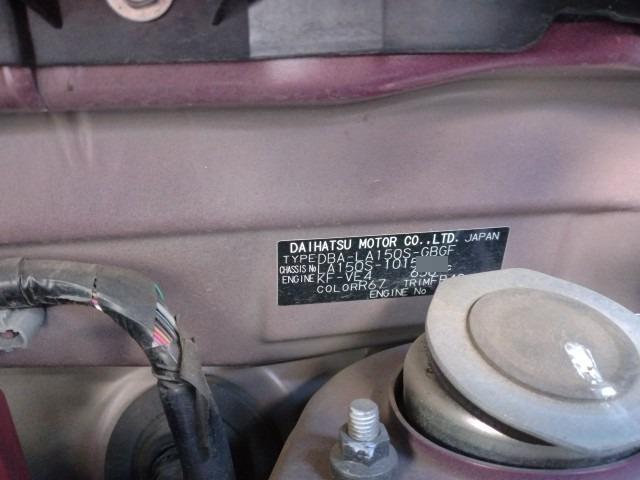 DAIHATSU MOTOR CO.,LTD. JAPAN
TYPE DBA-LA150S-GBGF
CHASSIS No LA150S-1015
ENGINE KF-VE4
COLOR R67 TRIM
ENGINE No